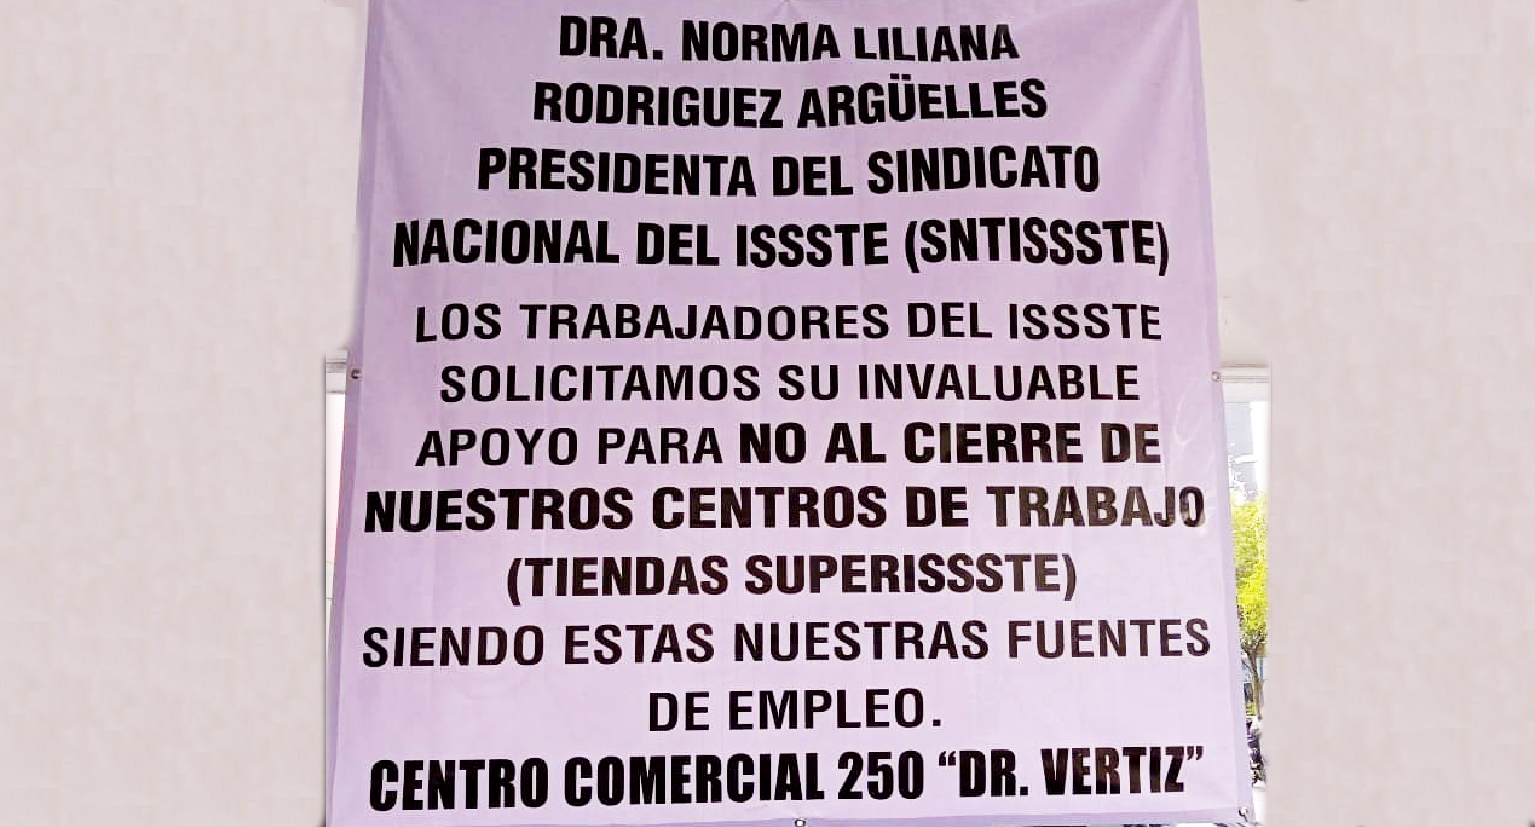 DRA. NORMA LILIANA
RODRIGUEZ ARGÜELLES
PRESIDENTA DEL SINDICATO
NACIONAL DEL ISSSTE (SNTISSSTE)
LOS TRABAJADORES DEL ISSSTE
SOLICITAMOS SU INVALUABLE
APOYO PARA NO AL CIERRE DE
NUESTROS CENTROS DE TRABAJO
(TIENDAS SUPERISSSTE)
SIENDO ESTAS NUESTRAS FUENTES
DE EMPLEO.
CENTRO COMERCIAL 250 “DR. VERTIZ”